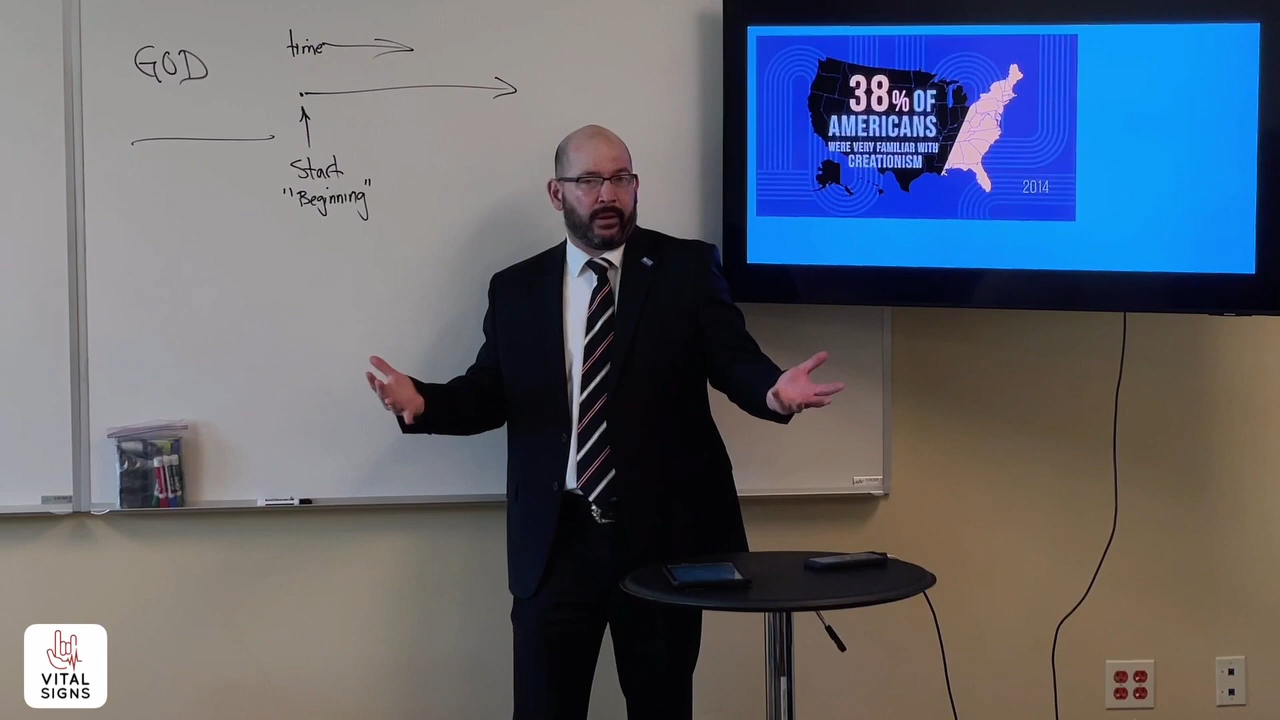 GOD
time
Start
"Beginning"
38% OF
AMERICANS
WERE VERY FAMILIAR WITH
CREATIONISM
2014
VITAL
SIGNS